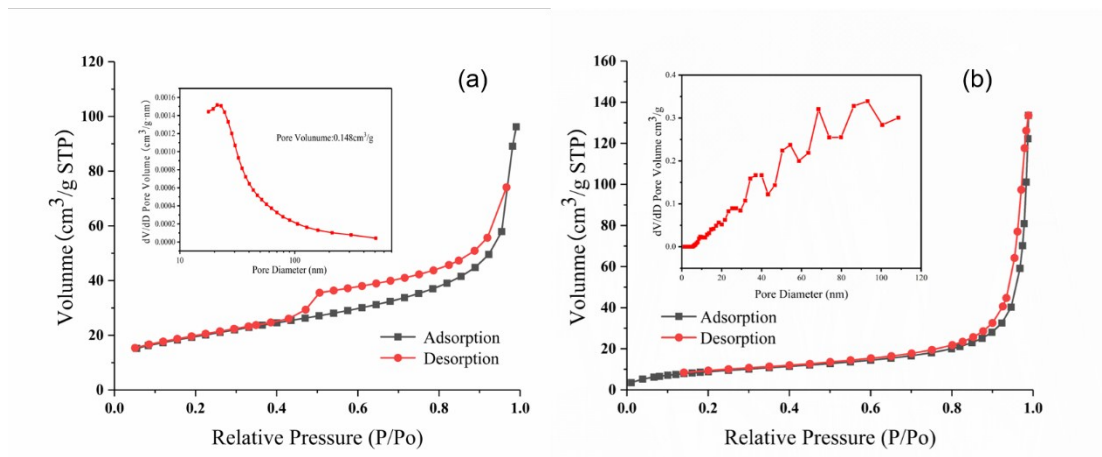 (a)
Volunme (cm³/g STP)
120
100
80
60
40
20
0
0.0 0.2 0.4 0.6 0.8 1.0
Relative Pressure (P/Po)
Adsorption
Desorption
dV/dD Pore Volume (cm³/g·nm)
0.0016
0.0014
0.0012
0.0010
0.0008
0.0006
0.0004
0.0002
0.0000
10 100
Pore Diameter (nm)
Pore Volunume:0.148cm³/g
(b)
Volunme (cm³/g STP)
160
140
120
100
80
60
40
20
0
0.0 0.2 0.4 0.6 0.8 1.0
Relative Pressure (P/Po)
Adsorption
Desorption
dV/dD Pore Volume cm³/g
0.4
0.3
0.2
0.1
0.0
0 20 40 60 80 100 120
Pore Diameter (nm)